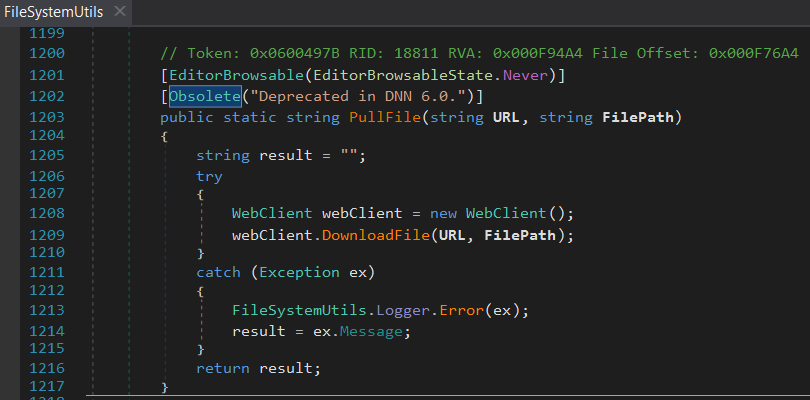 FileSystemUtils ×
1199
1200 // Token: 0x0600497B RID: 18811 RVA: 0x000F94A4 File Offset: 0x000F76A4
1201 [EditorBrowsable(EditorBrowsableState.Never)]
1202 [Obsolete("Deprecated in DNN 6.0.")]
1203 public static string PullFile(string URL, string FilePath)
1204 {
1205 string result = "";
1206 try
1207 {
1208 WebClient webClient = new WebClient();
1209 webClient.DownloadFile(URL, FilePath);
1210 }
1211 catch (Exception ex)
1212 {
1213 FileSystemUtils.Logger.Error(ex);
1214 result = ex.Message;
1215 }
1216 return result;
1217 }
1218